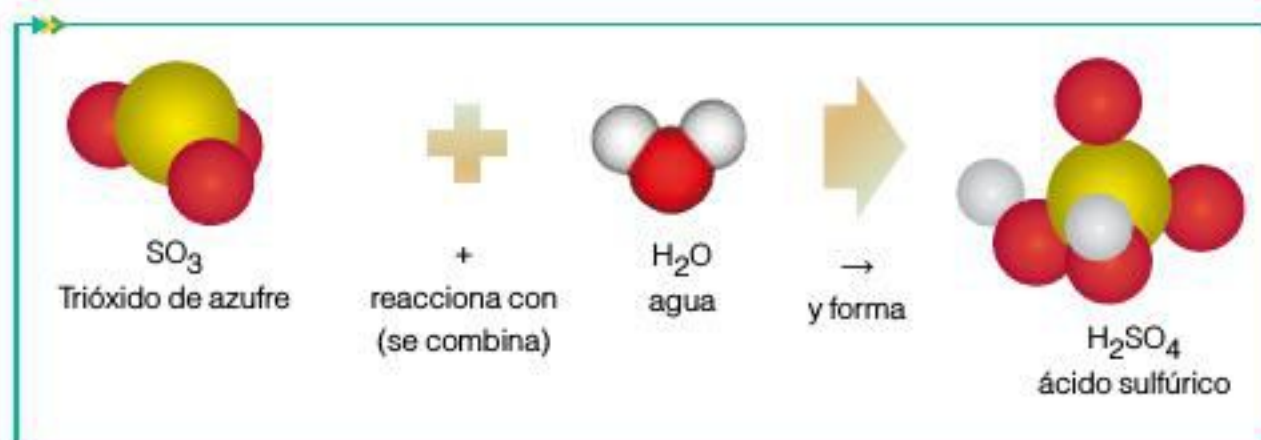 SO₃
Trióxido de azufre
+
reacciona con
(se combina)
H₂O
agua
→
y forma
H₂SO₄
ácido sulfúrico